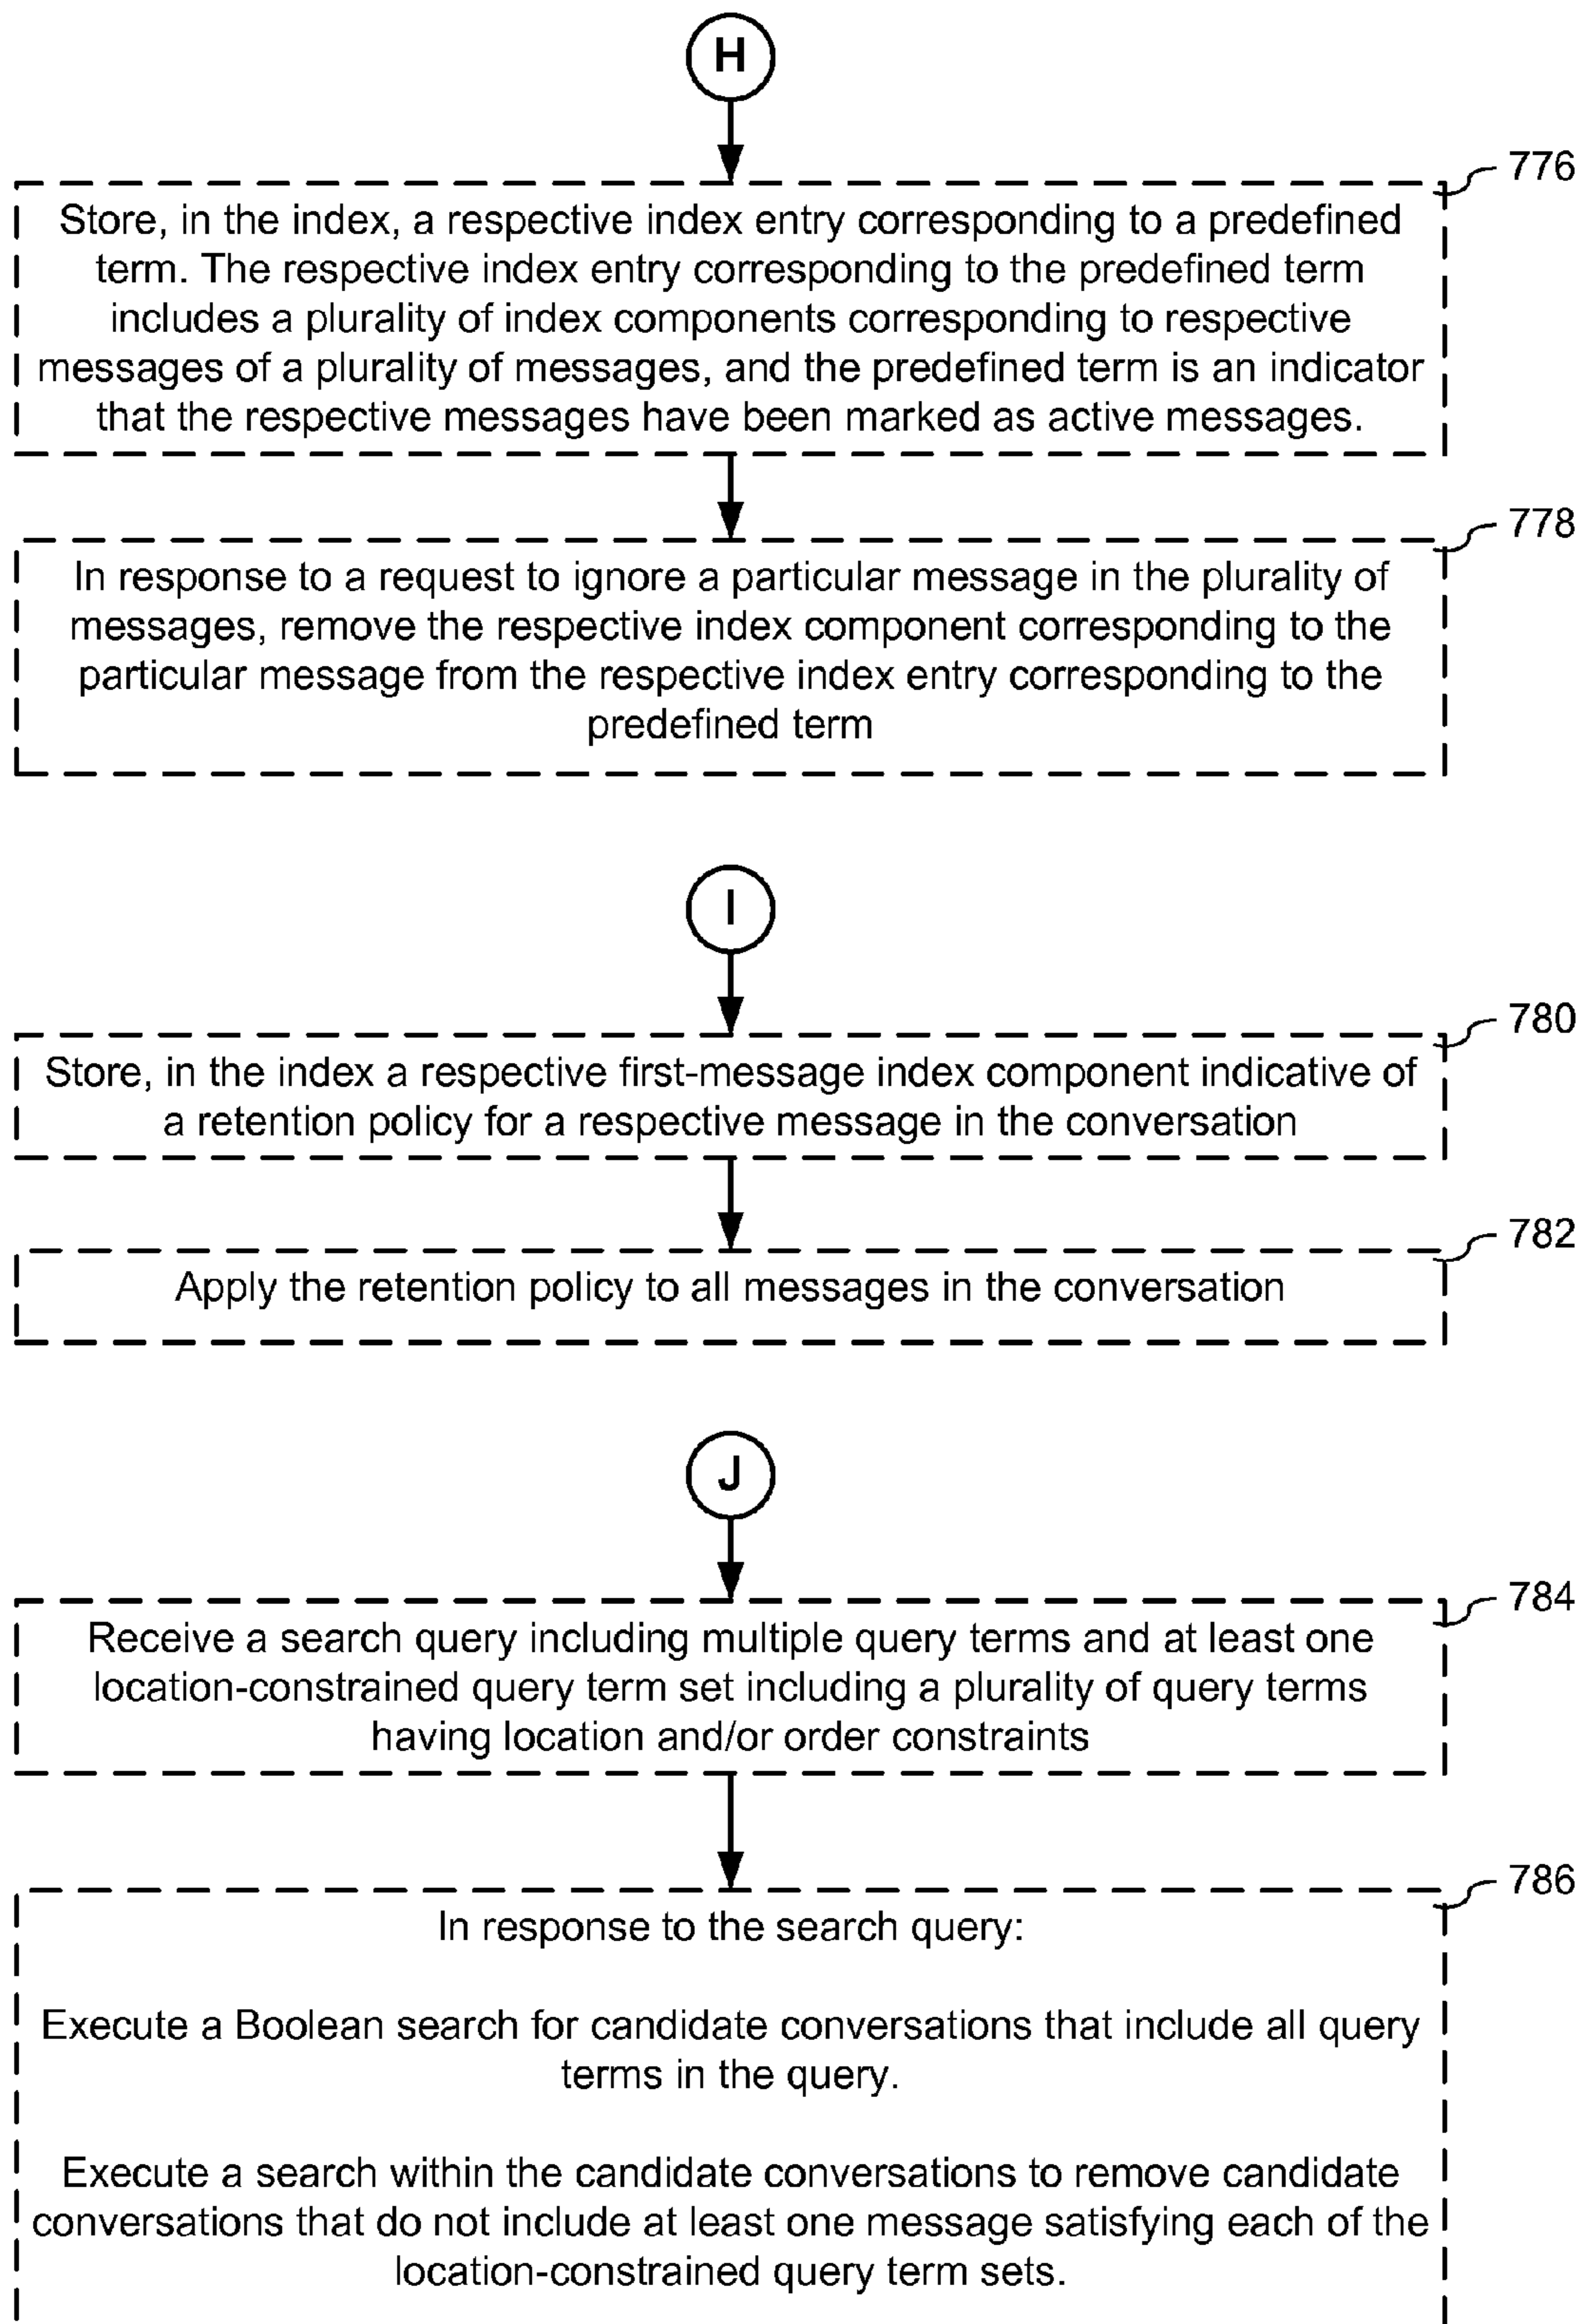 H
776
Store, in the index, a respective index entry corresponding to a predefined
term. The respective index entry corresponding to the predefined term
includes a plurality of index components corresponding to respective
messages of a plurality of messages, and the predefined term is an indicator
that the respective messages have been marked as active messages.
778
In response to a request to ignore a particular message in the plurality of
messages, remove the respective index component corresponding to the
particular message from the respective index entry corresponding to the
predefined term
I
780
Store, in the index a respective first-message index component indicative of
a retention policy for a respective message in the conversation
782
Apply the retention policy to all messages in the conversation
J
784
Receive a search query including multiple query terms and at least one
location-constrained query term set including a plurality of query terms
having location and/or order constraints
786
In response to the search query:
Execute a Boolean search for candidate conversations that include all query
terms in the query.
Execute a search within the candidate conversations to remove candidate
conversations that do not include at least one message satisfying each of the
location-constrained query term sets.